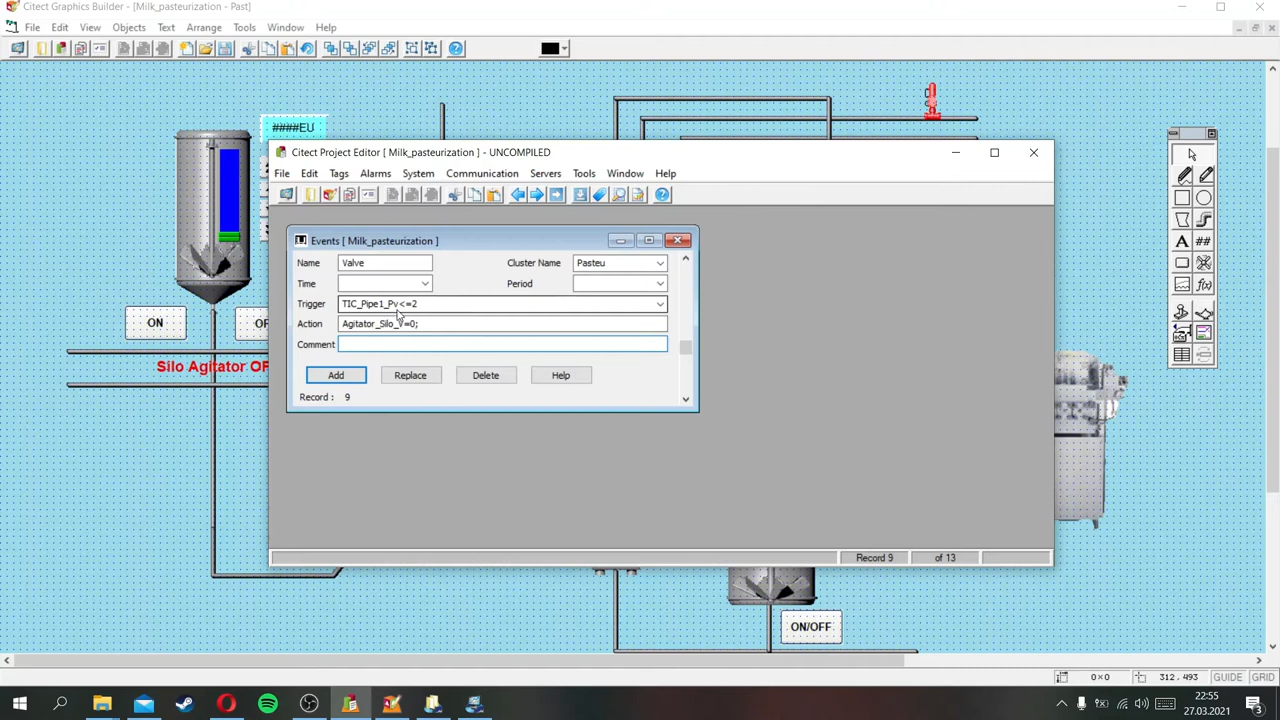 Citect Graphics Builder - [Milk_pasteurization - Past]
File Edit View Objects Text Arrange Tools Window Help
####EU
Citect Project Editor [ Milk_pasteurization ] - UNCOMPILED
File Edit Tags Alarms System Communication Servers Tools Window Help
Events [ Milk_pasteurization ]
Name Valve Cluster Name Pasteu
Time Period
Trigger TIC_Pipe1_Pv<=2
Action Agitator_Silo_V=0;
Comment
Add Replace Delete Help
Record : 9
ON
Silo Agitator
Record 9 of 13
ON/OFF
312, 493 0×0 GUIDE GRID
22:55
27.03.2021
3